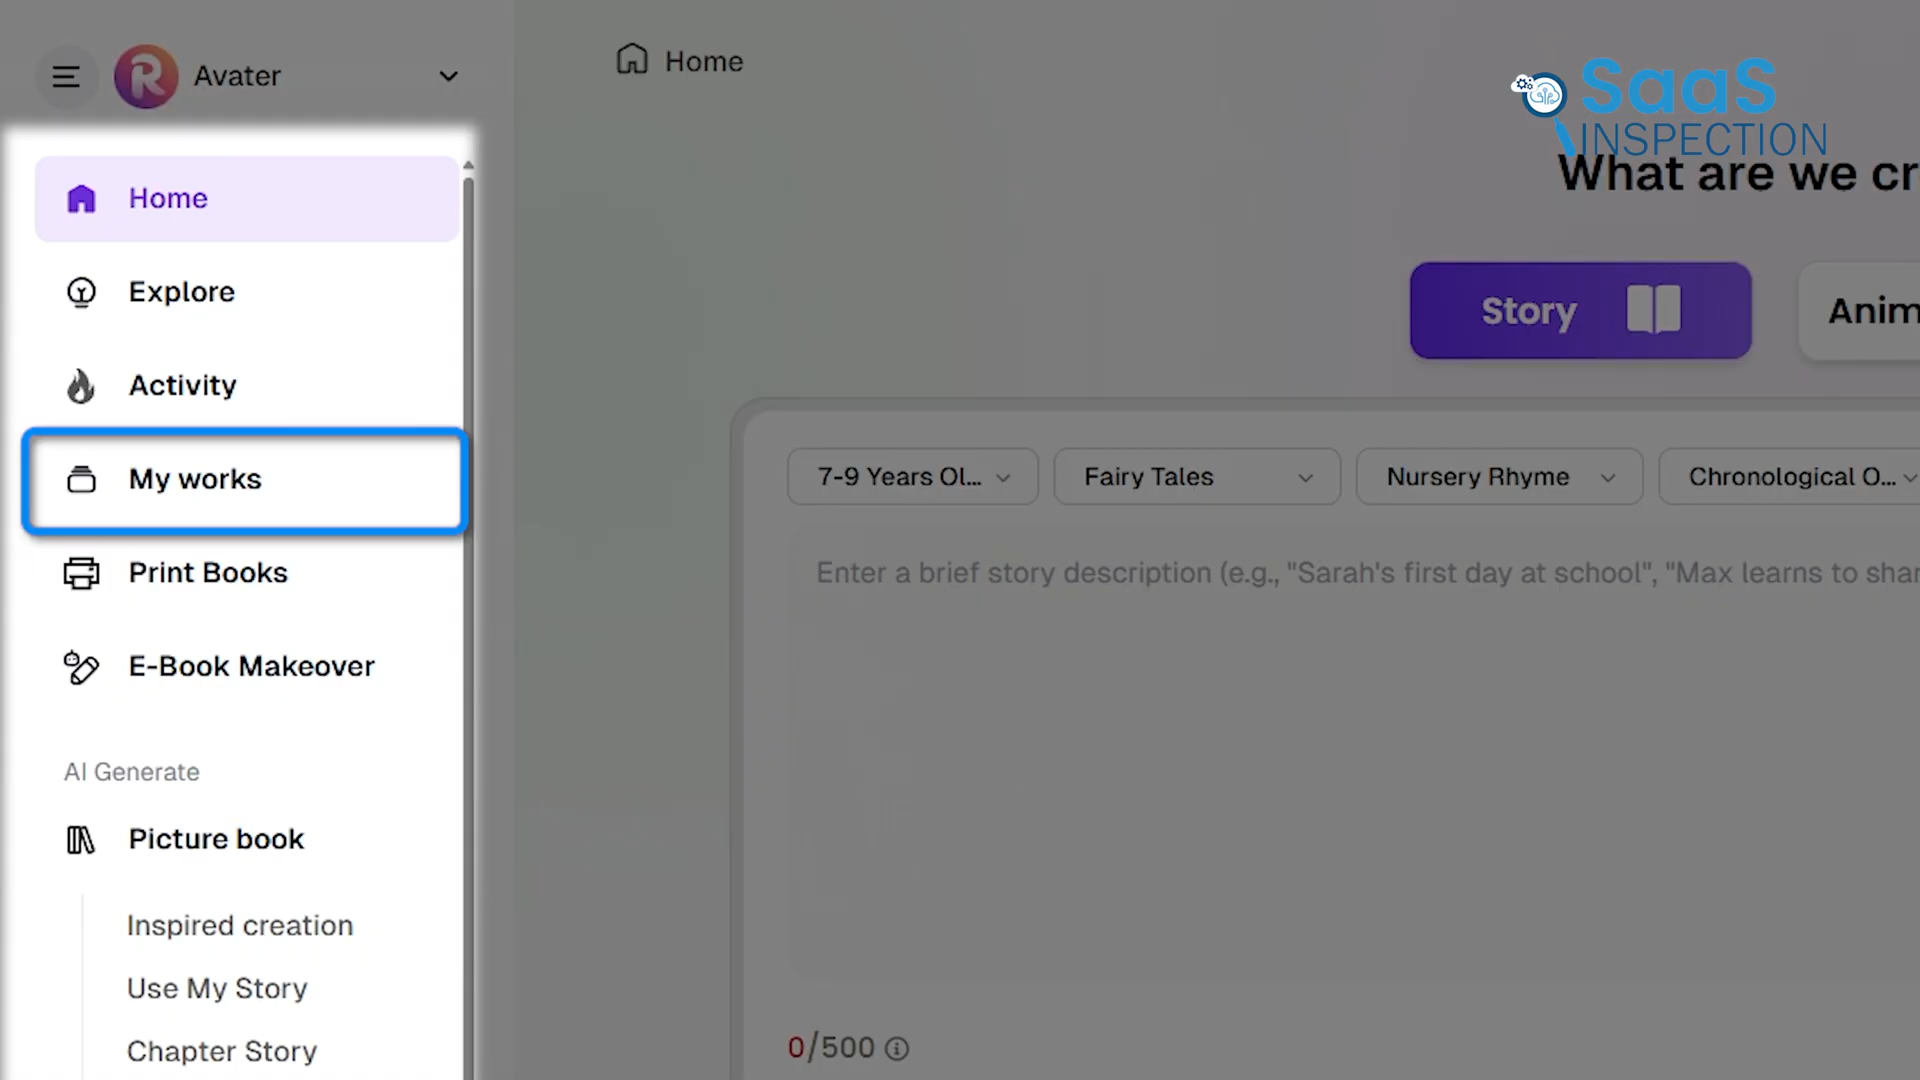 Avater
Home
Explore
Activity
My works
Print Books
E-Book Makeover
AI Generate
Picture book
Inspired creation
Use My Story
Chapter Story
Home
SaaS
INSPECTION
What are we cr
Story
Anim
7-9 Years Ol...
Fairy Tales
Nursery Rhyme
Chronological O...
Enter a brief story description (e.g., "Sarah's first day at school", "Max learns to shar
0/500